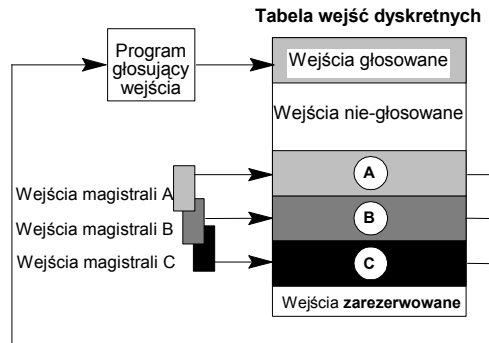 Tabela wejść dyskretnych
Program
głosujący
wejścia
Wejścia głosowane
Wejścia nie-głosowane
Wejścia magistrali A
A
Wejścia magistrali B
B
Wejścia magistrali C
C
Wejścia zarezerwowane